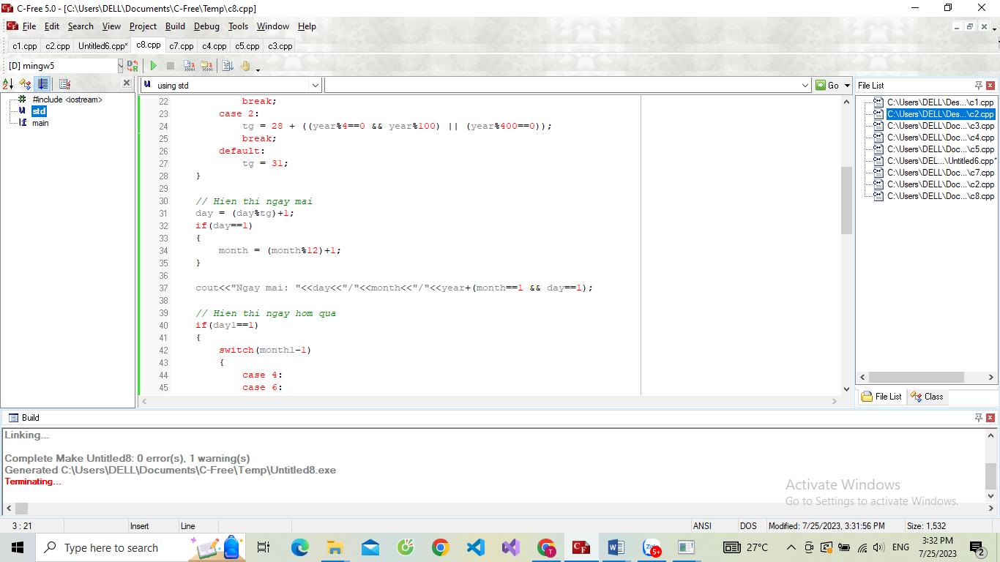 C-Free 5.0 - [C:\Users\DELL\Documents\C-Free\Temp\c8.cpp]
File Edit Search View Project Build Debug Tools Window Help
c1.cpp c2.cpp Untitled6.cpp* c8.cpp c7.cpp c4.cpp c5.cpp c3.cpp
[D] mingw5
using std
Go
File List
#include <iostream>
std
main
22 break;
23 case 2:
24 tg = 28 + ((year%4==0 && year%100) || (year%400==0));
25 break;
26 default:
27 tg = 31;
28 }
29
30 // Hien thi ngay mai
31 day = (day%tg)+1;
32 if(day==1)
33 {
34 month = (month%12)+1;
35 }
36
37 cout<<"Ngay mai: "<<day<<"/"<<month<<"/"<<year+(month==1 && day==1);
38
39 // Hien thi ngay hom qua
40 if(day1==1)
41 {
42 switch(month1-1)
43 {
44 case 4:
45 case 6:
C:\Users\DELL\Des...\c1.cpp
C:\Users\DELL\Des...\c2.cpp
C:\Users\DELL\Doc...\c3.cpp
C:\Users\DELL\Doc...\c4.cpp
C:\Users\DELL\Doc...\c5.cpp
C:\Users\DEL...\Untitled6.cpp*
C:\Users\DELL\Doc...\c7.cpp
C:\Users\DELL\Doc...\c2.cpp
C:\Users\DELL\Doc...\c8.cpp
File List Class
Build
Linking...
Complete Make Untitled8: 0 error(s), 1 warning(s)
Generated C:\Users\DELL\Documents\C-Free\Temp\Untitled8.exe
Terminating...
Activate Windows
Go to Settings to activate Windows.
3 : 21 Insert Line ANSI DOS Modified: 7/25/2023, 3:31:56 PM Size: 1,532
Type here to search
5+
27°C
ENG
3:32 PM
7/25/2023
2